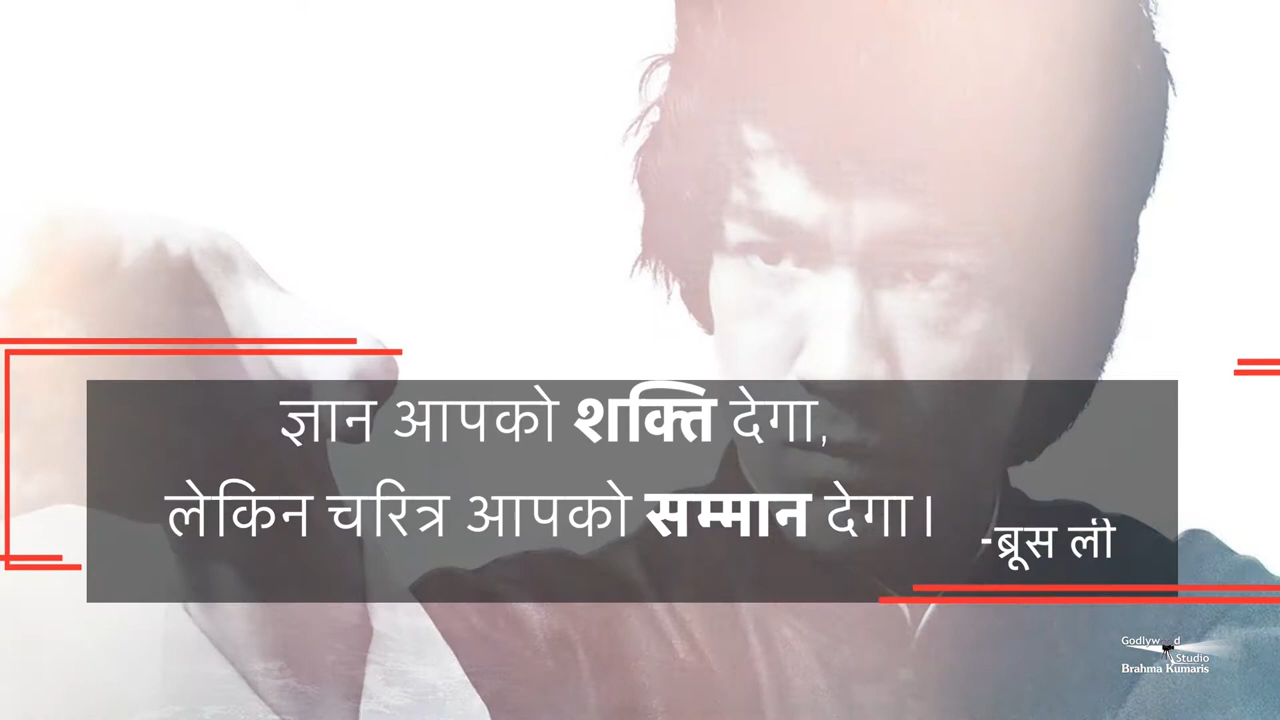 ज्ञान आपको शक्ति देगा,
लेकिन चरित्र आपको सम्मान देगा।
-ब्रूस ली
Godlywood
Studio
Brahma Kumaris